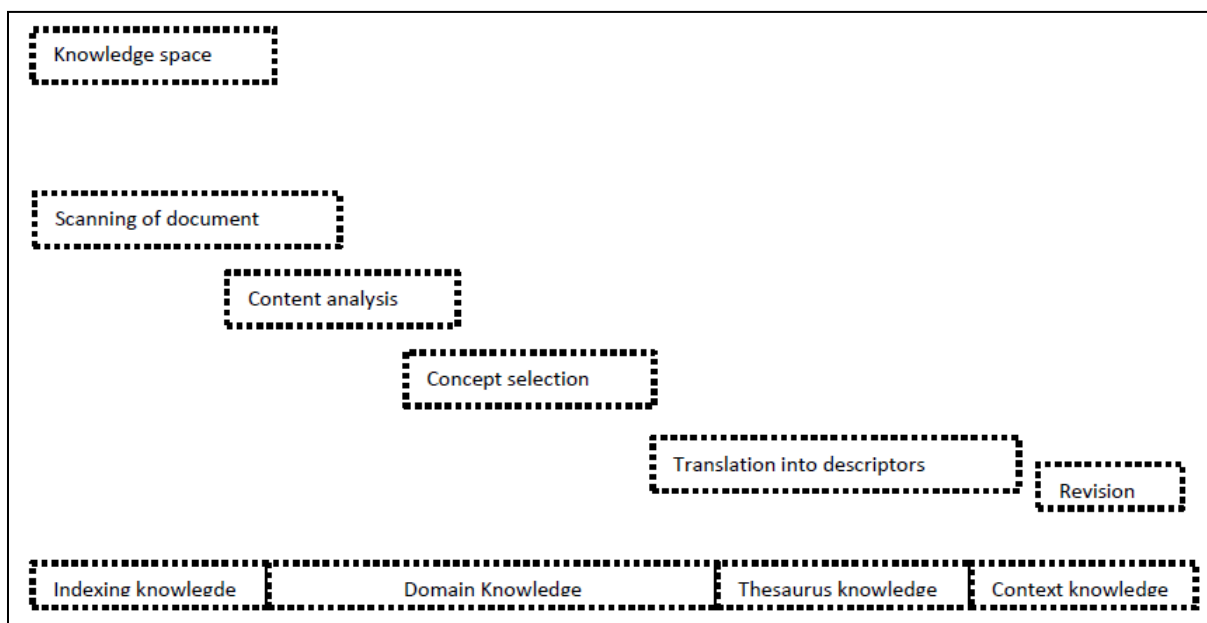 Knowledge space
Scanning of document
Content analysis
Concept selection
Translation into descriptors
Revision
Indexing knowlegde
Domain Knowledge
Thesaurus knowledge
Context knowledge